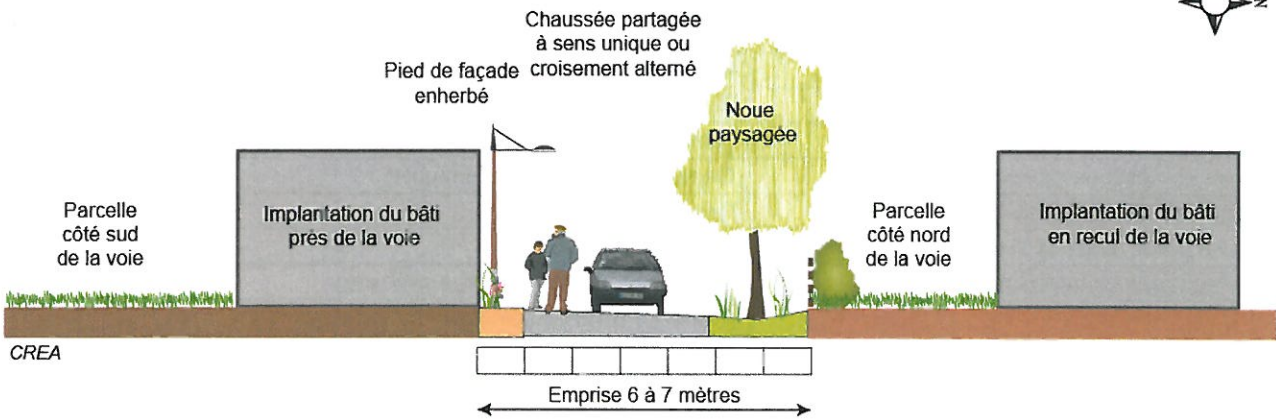 N
Chaussée partagée
à sens unique ou
croisement alterné
Pied de façade
enherbé
Noue
paysagée
Parcelle
côté sud
de la voie
Implantation du bâti
près de la voie
Parcelle
côté nord
de la voie
Implantation du bâti
en recul de la voie
CREA
Emprise 6 à 7 mètres